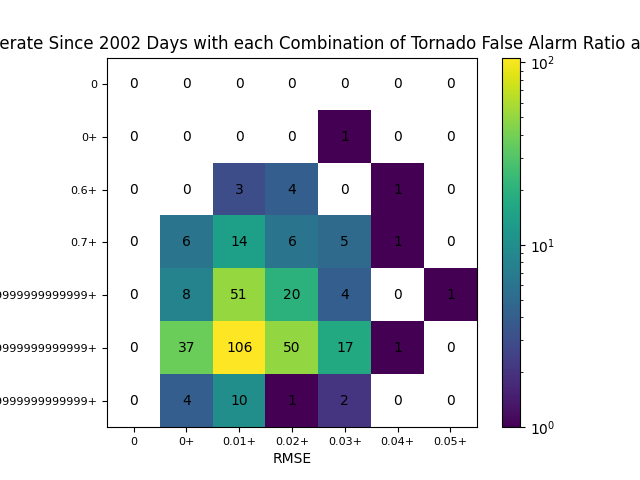 erate Since 2002 Days with each Combination of Tornado False Alarm Ratio a
0 0 0 0 0 0 0 0
0+ 0 0 0 0 1 0 0
0.6+ 0 0 3 4 0 1 0
0.7+ 0 6 14 6 5 1 0
9999999999999+ 0 8 51 20 4 0 1
9999999999999+ 0 37 106 50 17 1 0
9999999999999+ 0 4 10 1 2 0 0
0 0+ 0.01+ 0.02+ 0.03+ 0.04+ 0.05+
RMSE
10²
10¹
10⁰